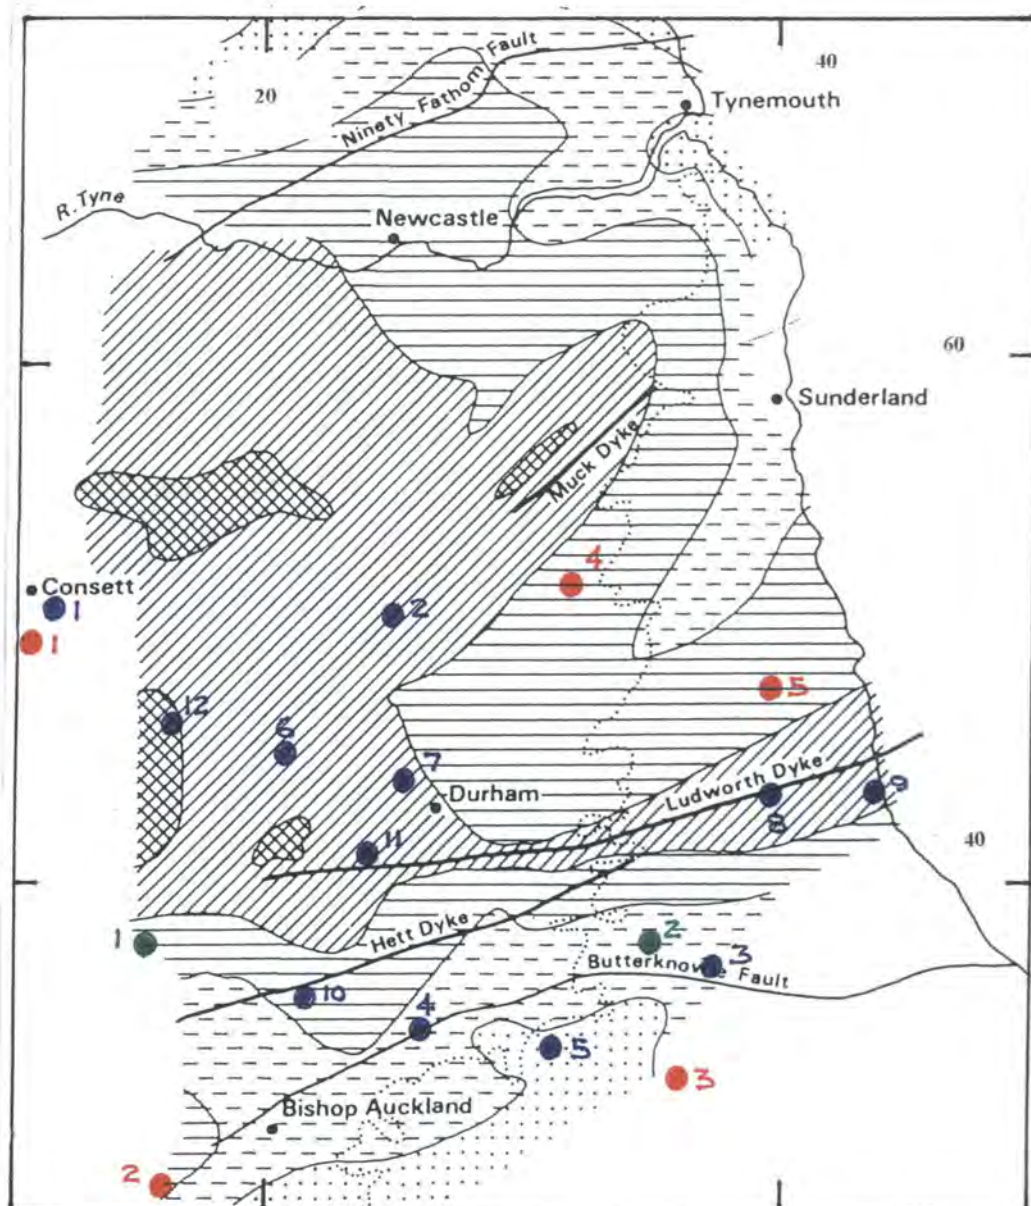 40
20
Ninety Fathom Fault
Tynemouth
R. Tyne
Newcastle
60
Sunderland
Muck Dyke
4
Consett
1
2
1
5
12
6
7
Durham
Ludworth Dyke
9
8
11
40
1
Hett Dyke
2
3
Butterknowle Fault
10
4
5
3
Bishop Auckland
2